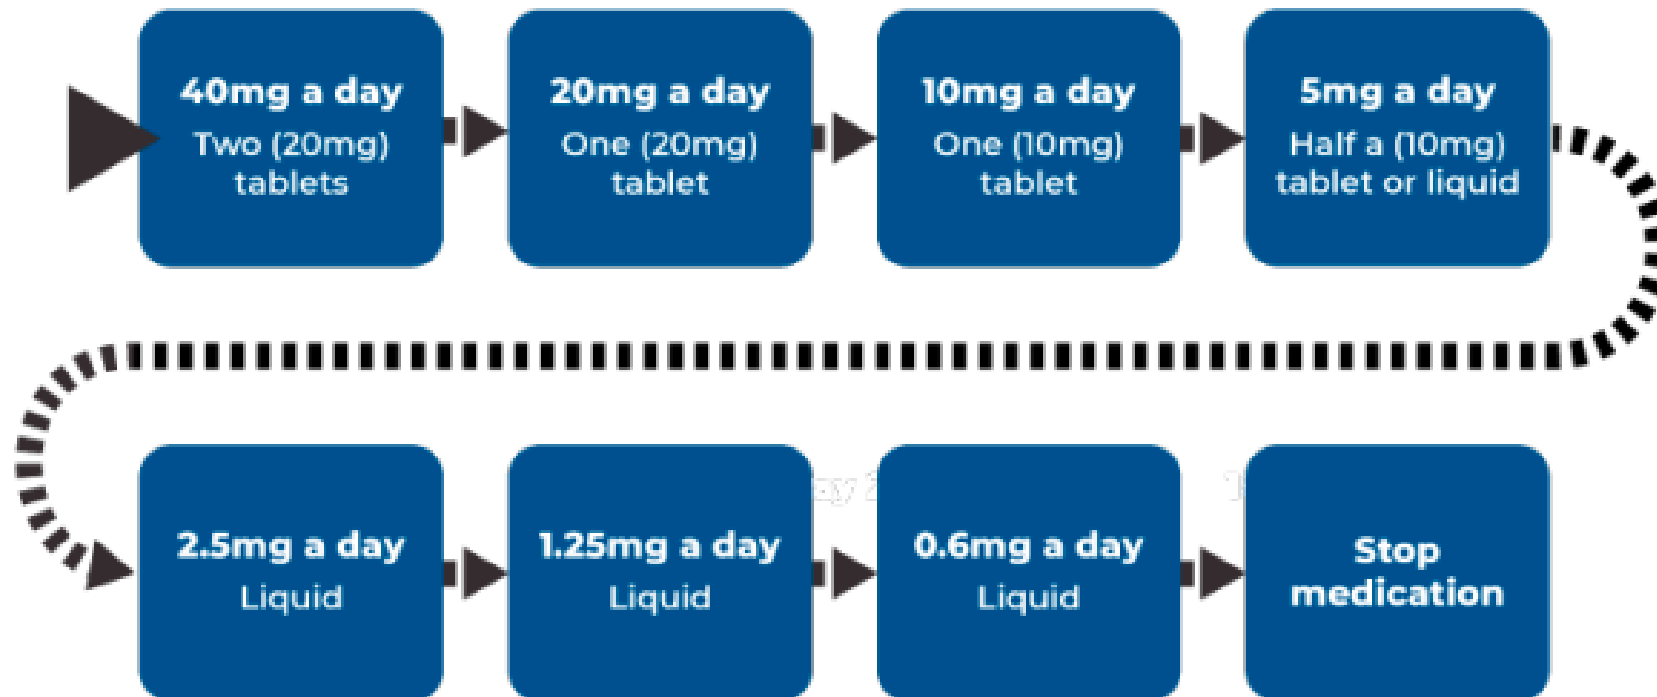 40mg a day
Two (20mg)
tablets
20mg a day
One (20mg)
tablet
10mg a day
One (10mg)
tablet
5mg a day
Half a (10mg)
tablet or liquid
2.5mg a day
Liquid
1.25mg a day
Liquid
0.6mg a day
Liquid
Stop
medication